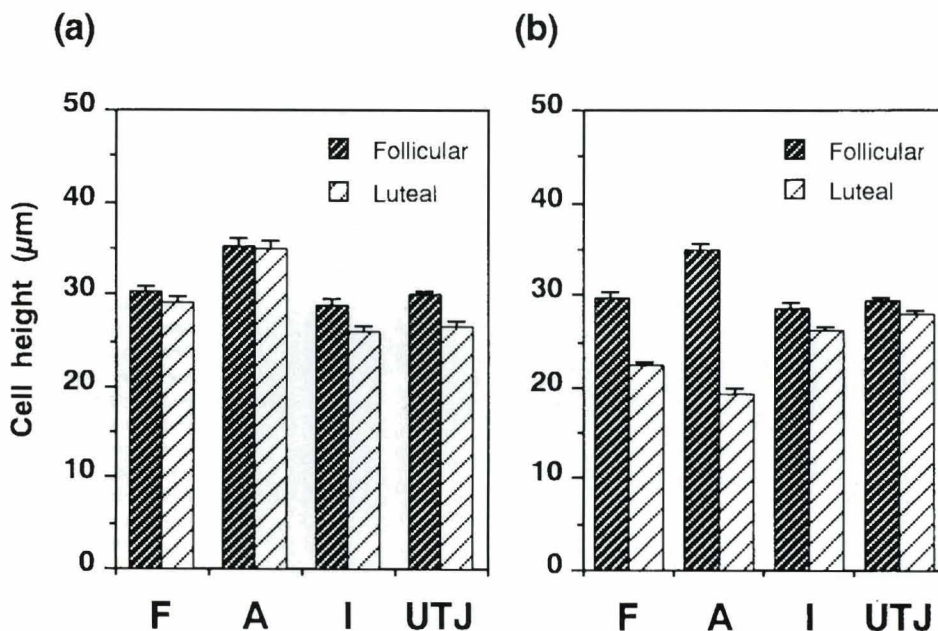 (a)
(b)
Cell height (µm)
50
40
30
20
10
0
Follicular
Luteal
F A I UTJ
50
40
30
20
10
0
Follicular
Luteal
F A I UTJ